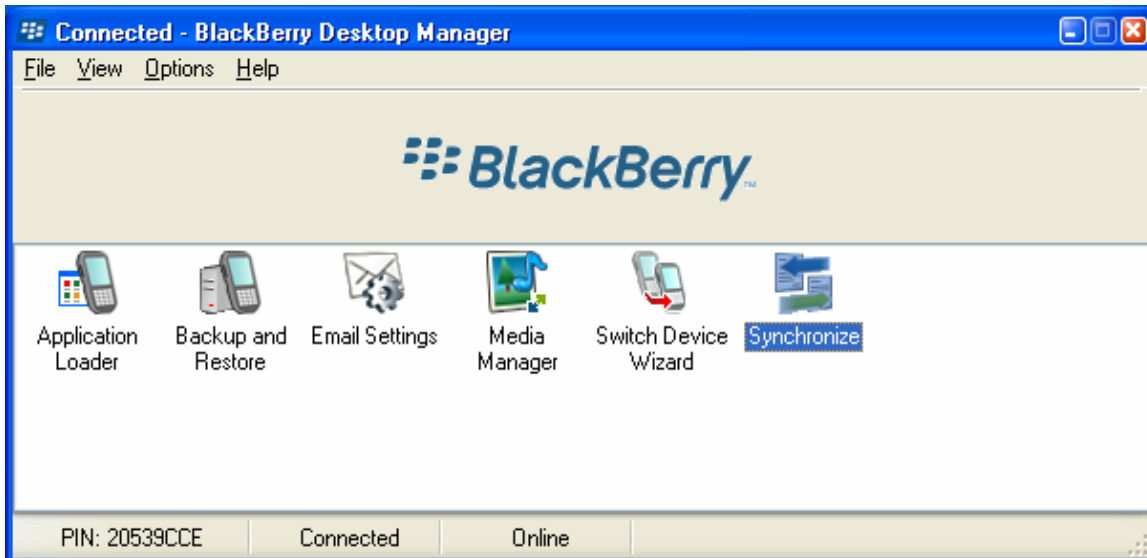 Connected - BlackBerry Desktop Manager
File View Options Help
BlackBerry™
Application Loader
Backup and Restore
Email Settings
Media Manager
Switch Device Wizard
Synchronize
PIN: 20539CCE Connected Online